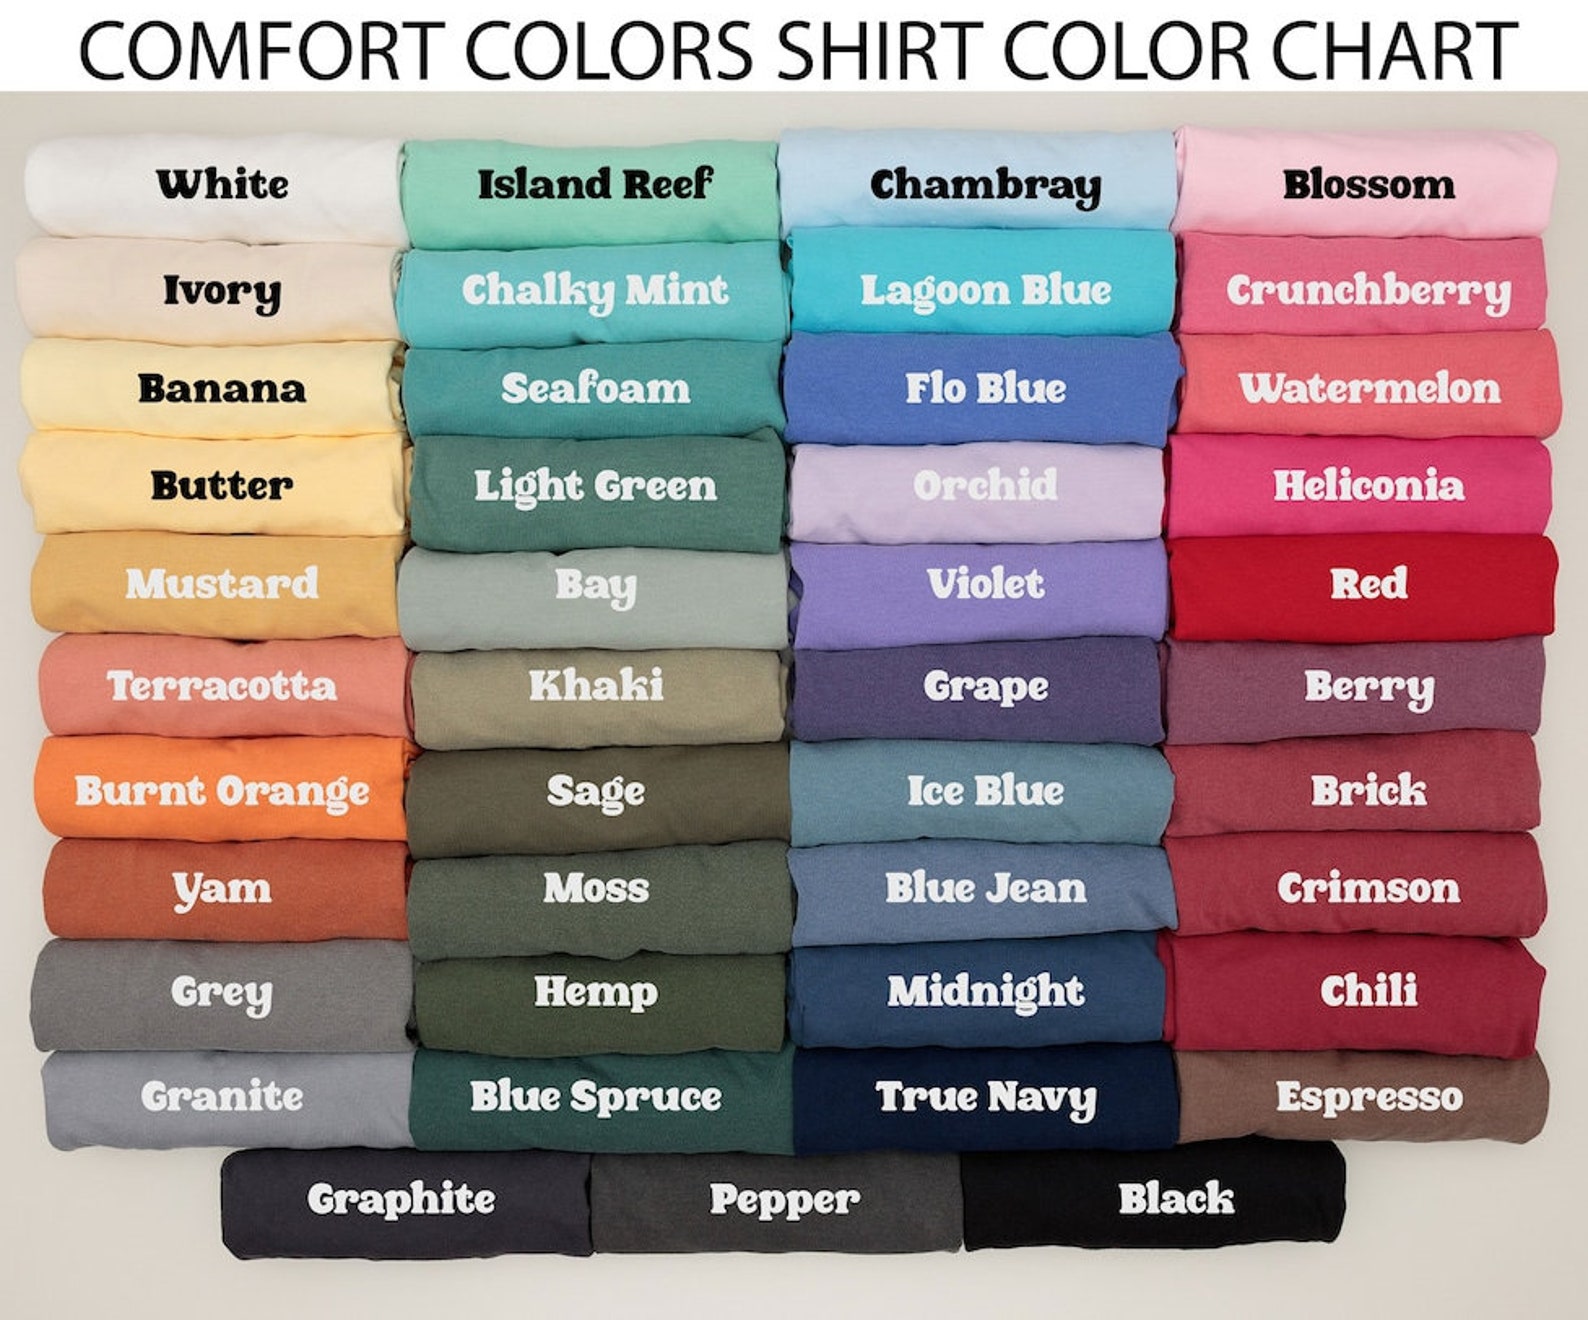 COMFORT COLORS SHIRT COLOR CHART
White
Island Reef
Chambray
Blossom
Ivory
Chalky Mint
Lagoon Blue
Crunchberry
Banana
Seafoam
Flo Blue
Watermelon
Butter
Light Green
Orchid
Heliconia
Mustard
Bay
Violet
Red
Terracotta
Khaki
Grape
Berry
Burnt Orange
Sage
Ice Blue
Brick
Yam
Moss
Blue Jean
Crimson
Grey
Hemp
Midnight
Chili
Granite
Blue Spruce
True Navy
Espresso
Graphite
Pepper
Black